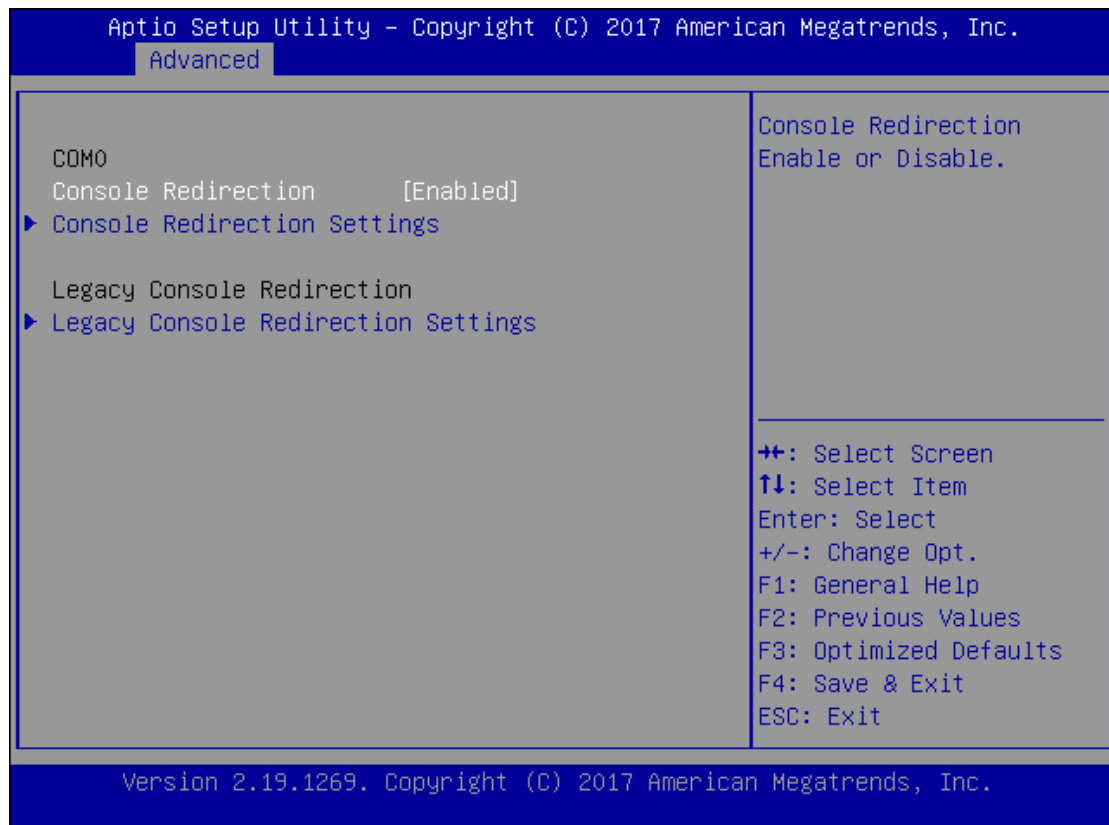 Aptio Setup Utility – Copyright (C) 2017 American Megatrends, Inc.
Advanced
COM0
Console Redirection [Enabled]
▶ Console Redirection Settings
Legacy Console Redirection
▶ Legacy Console Redirection Settings
Console Redirection
Enable or Disable.
→←: Select Screen
↑↓: Select Item
Enter: Select
+/-: Change Opt.
F1: General Help
F2: Previous Values
F3: Optimized Defaults
F4: Save & Exit
ESC: Exit
Version 2.19.1269. Copyright (C) 2017 American Megatrends, Inc.